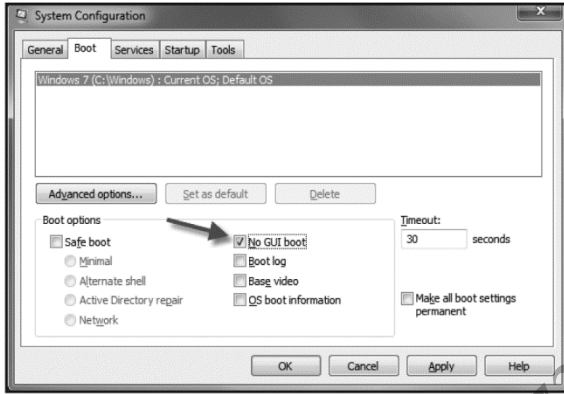 System Configuration
General Boot Services Startup Tools
Windows 7 (C:\Windows) : Current OS; Default OS
Advanced options... Set as default Delete
Boot options
Timeout:
Safe boot No GUI boot 30 seconds
Minimal Boot log
Alternate shell Base video
Active Directory repair OS boot information Make all boot settings
permanent
Network
OK Cancel Apply Help